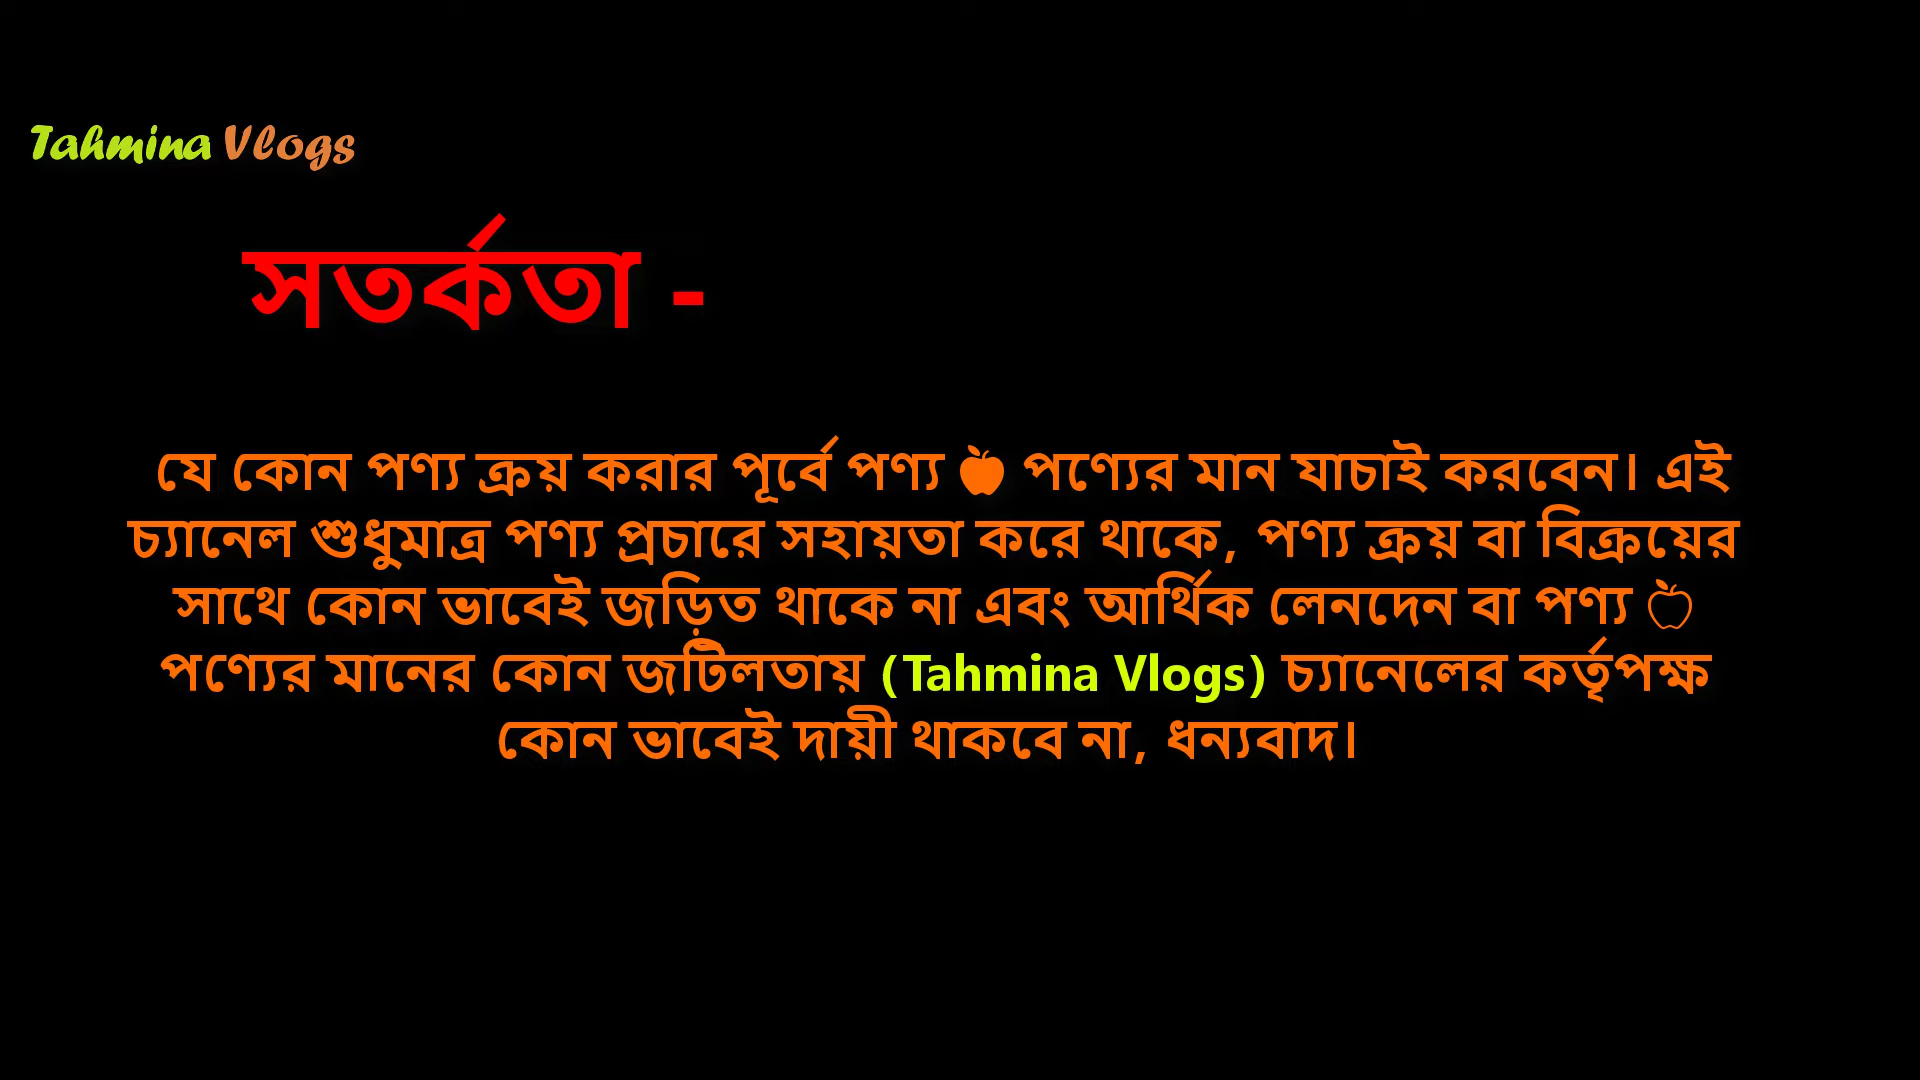 Tahmina Vlogs
সতর্কতা -
যে কোন পণ্য ক্রয় করার পূর্বে পণ্য 🍎 পণ্যের মান যাচাই করবেন। এই
চ্যানেল শুধুমাত্র পণ্য প্রচারে সহায়তা করে থাকে, পণ্য ক্রয় বা বিক্রয়ের
সাথে কোন ভাবেই জড়িত থাকে না এবং আর্থিক লেনদেন বা পণ্য 🍎
পণ্যের মানের কোন জটিলতায় (Tahmina Vlogs) চ্যানেলের কর্তৃপক্ষ
কোন ভাবেই দায়ী থাকবে না, ধন্যবাদ।